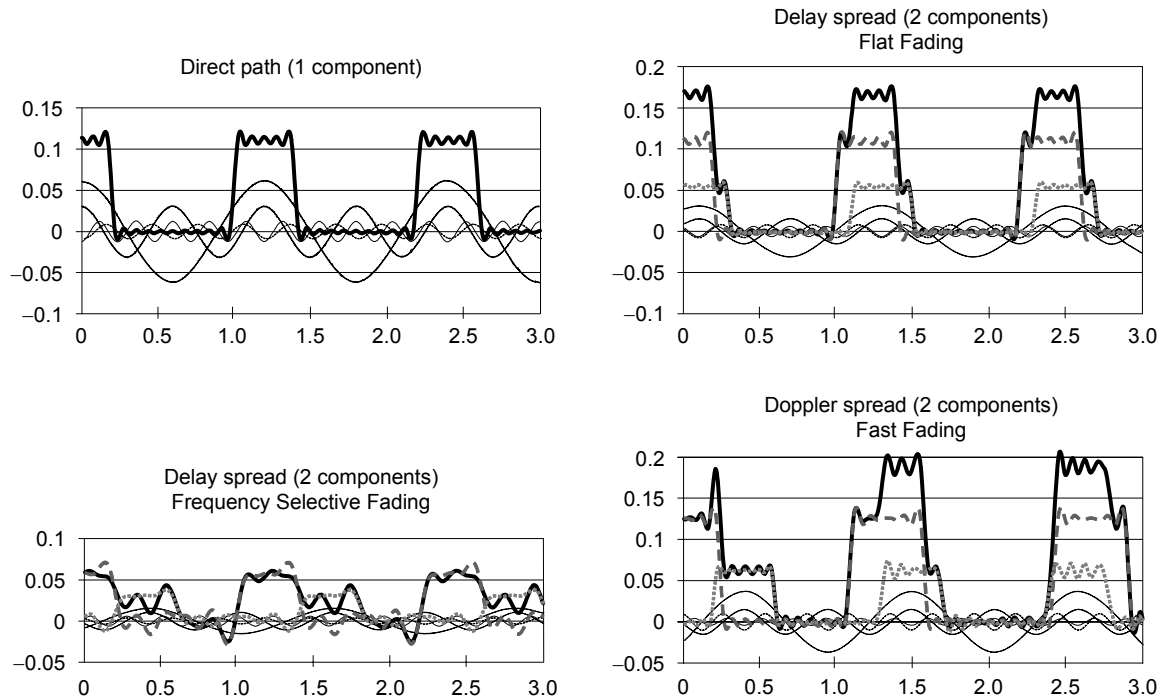 Direct path (1 component)
0.15
0.1
0.05
0
–0.05
–0.1
0 0.5 1.0 1.5 2.0 2.5 3.0
Delay spread (2 components)
Flat Fading
0.2
0.15
0.1
0.05
0
–0.05
–0.1
0 0.5 1.0 1.5 2.0 2.5 3.0
Delay spread (2 components)
Frequency Selective Fading
0.1
0.05
0
–0.05
0 0.5 1.0 1.5 2.0 2.5 3.0
Doppler spread (2 components)
Fast Fading
0.2
0.15
0.1
0.05
0
–0.05
0 0.5 1.0 1.5 2.0 2.5 3.0